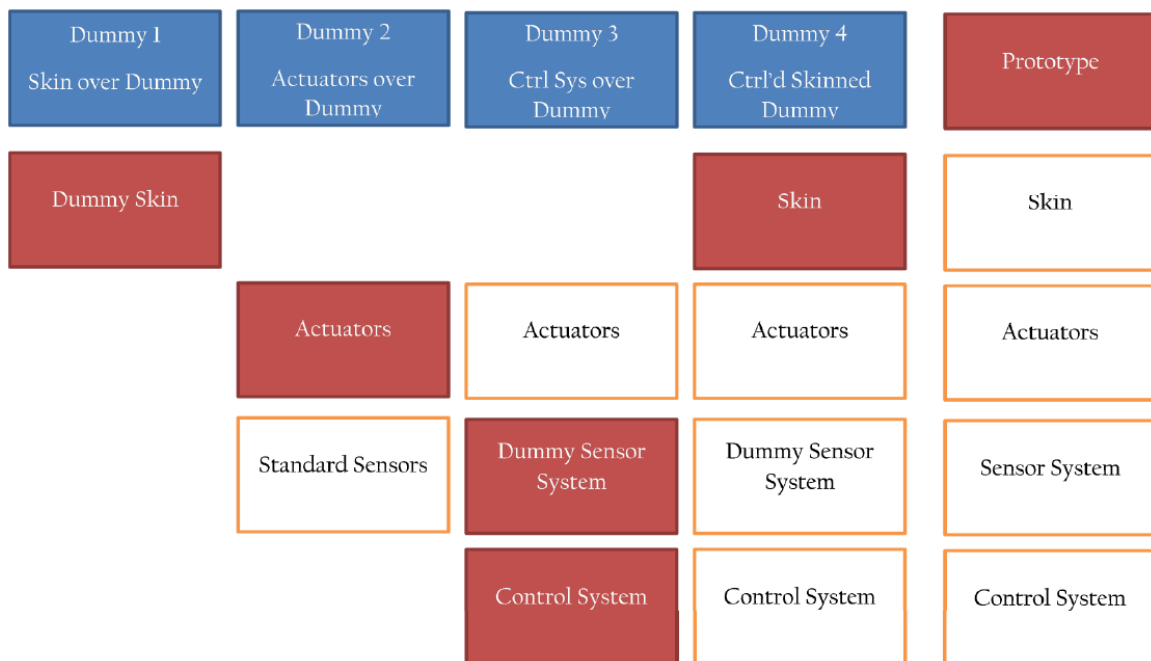 Dummy 1
Skin over Dummy
Dummy 2
Actuators over
Dummy
Dummy 3
Ctrl Sys over
Dummy
Dummy 4
Ctrl'd Skinned
Dummy
Prototype
Dummy Skin
Skin
Skin
Actuators
Actuators
Actuators
Actuators
Standard Sensors
Dummy Sensor
System
Dummy Sensor
System
Sensor System
Control System
Control System
Control System